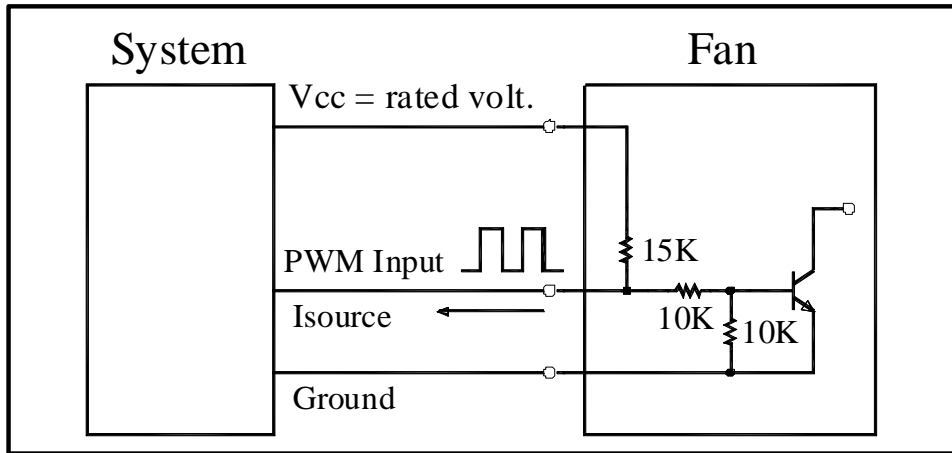 System
Fan
Vcc = rated volt.
PWM Input
15K
Isource
10K
10K
Ground